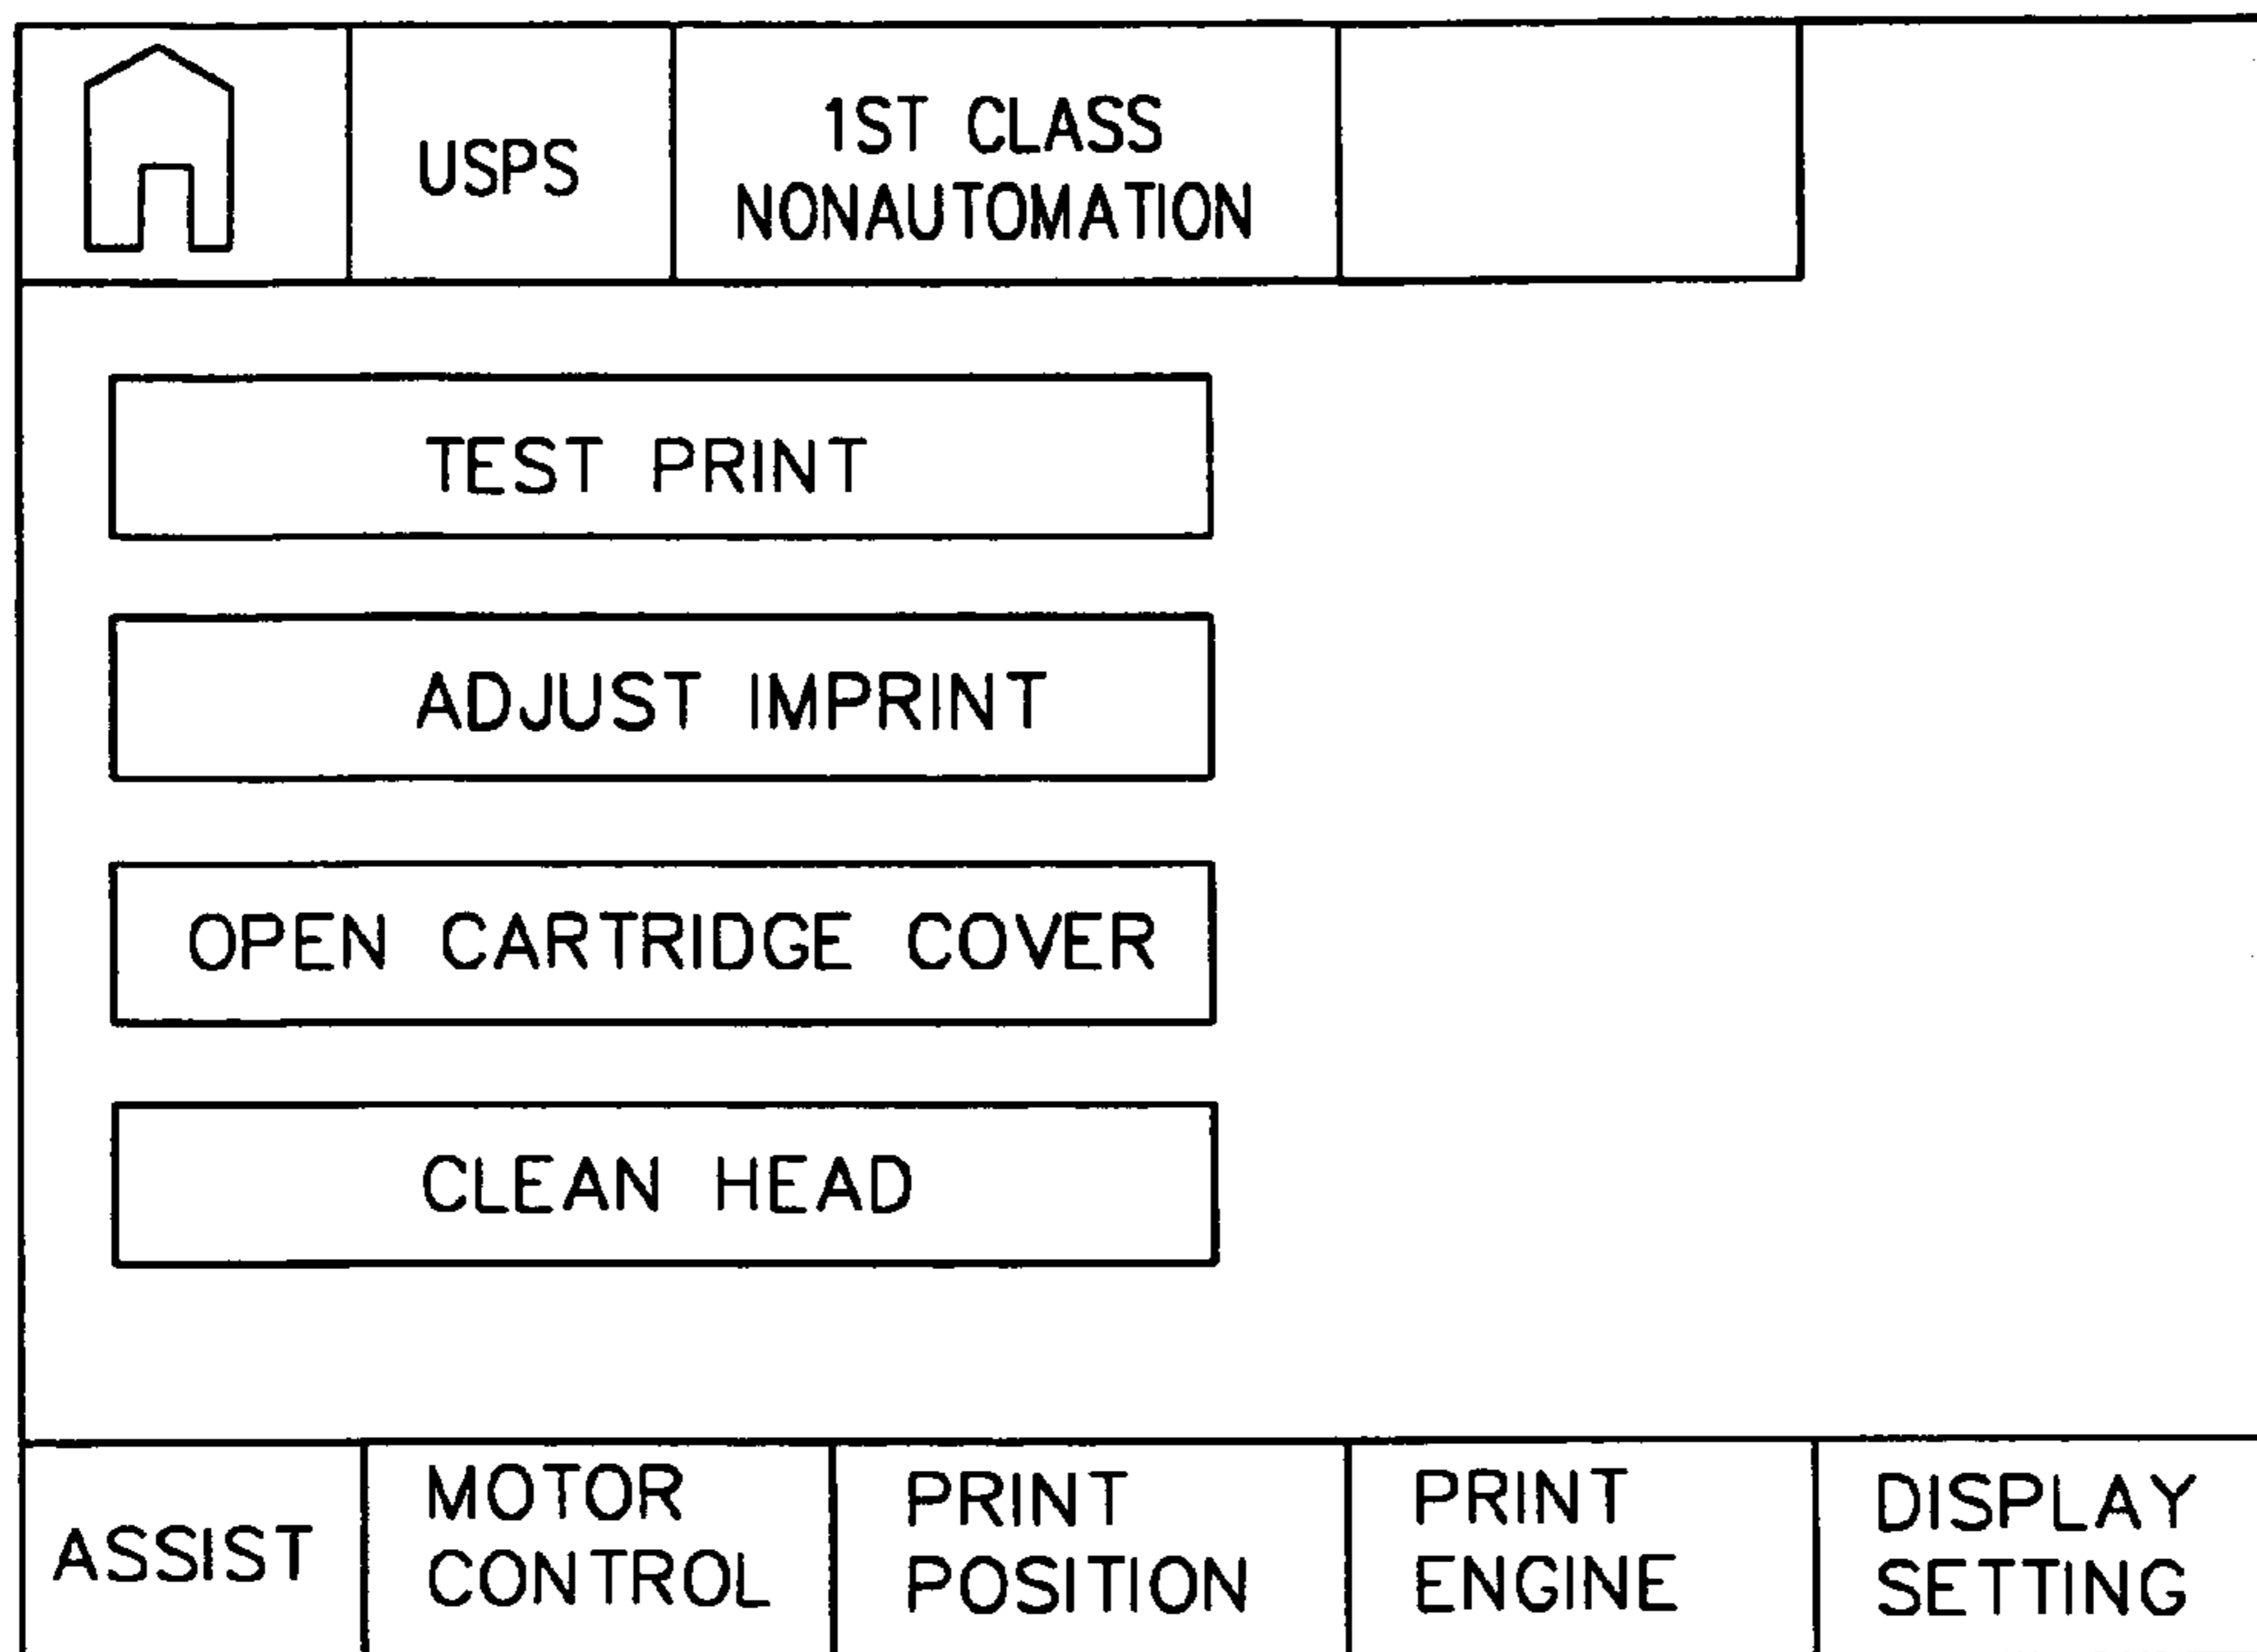 USPS
1ST CLASS
NONAUTOMATION
TEST PRINT
ADJUST IMPRINT
OPEN CARTRIDGE COVER
CLEAN HEAD
ASSIST
MOTOR
CONTROL
PRINT
POSITION
PRINT
ENGINE
DISPLAY
SETTING